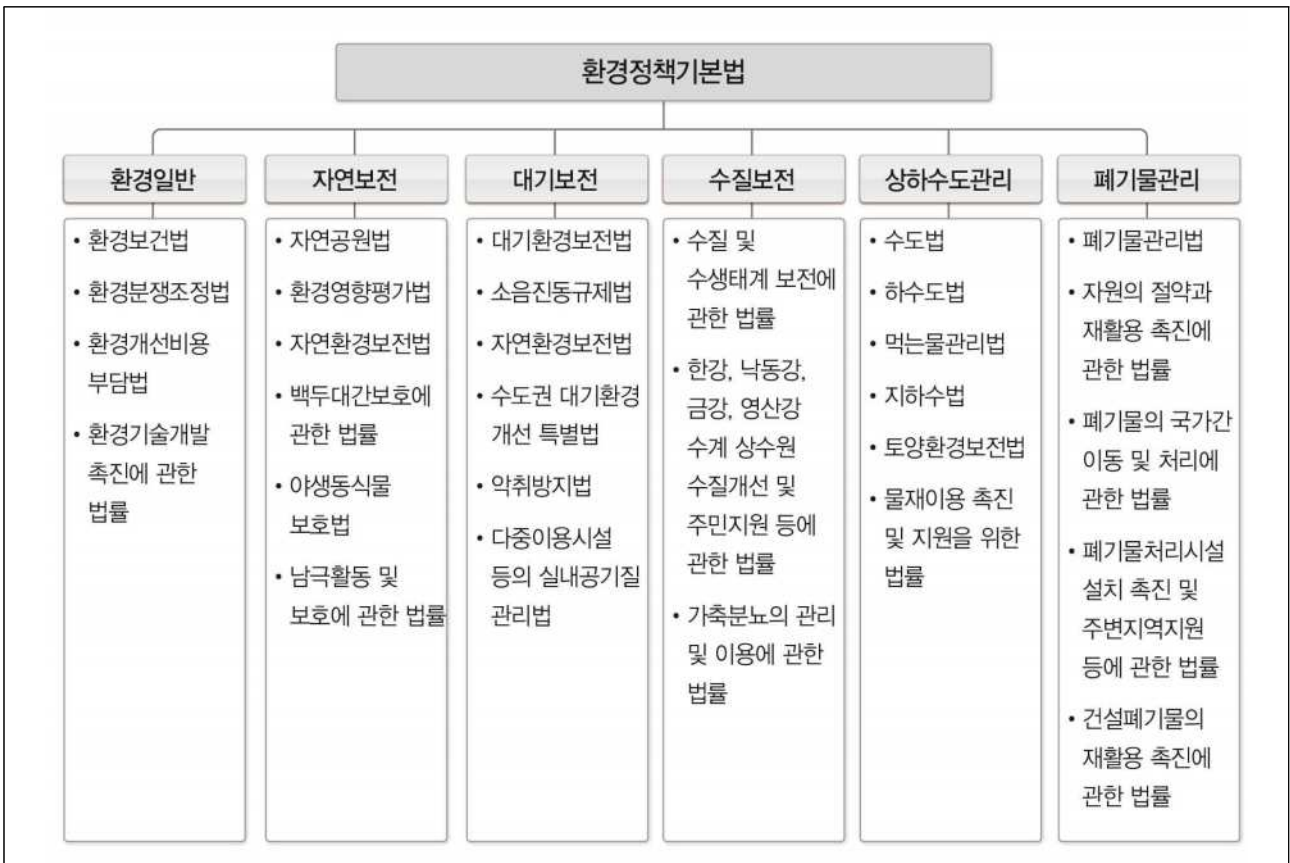 환경정책기본법
환경일반
• 환경보건법
• 환경분쟁조정법
• 환경개선비용
부담법
• 환경기술개발
촉진에 관한
법률
자연보전
• 자연공원법
• 환경영향평가법
• 자연환경보전법
• 백두대간보호에
관한 법률
• 야생동식물
보호법
• 남극활동 및
보호에 관한 법률
대기보전
• 대기환경보전법
• 소음진동규제법
• 자연환경보전법
• 수도권 대기환경
개선 특별법
• 악취방지법
• 다중이용시설
등의 실내공기질
관리법
수질보전
• 수질 및
수생태계 보전에
관한 법률
• 한강, 낙동강,
금강, 영산강
수계 상수원
수질개선 및
주민지원 등에
관한 법률
• 가축분뇨의 관리
및 이용에 관한
법률
상하수도관리
• 수도법
• 하수도법
• 먹는물관리법
• 지하수법
• 토양환경보전법
• 물재이용 촉진
및 지원을 위한
법률
폐기물관리
• 폐기물관리법
• 자원의 절약과
재활용 촉진에
관한 법률
• 폐기물의 국가간
이동 및 처리에
관한 법률
• 폐기물처리시설
설치 촉진 및
주변지역지원
등에 관한 법률
• 건설폐기물의
재활용 촉진에
관한 법률